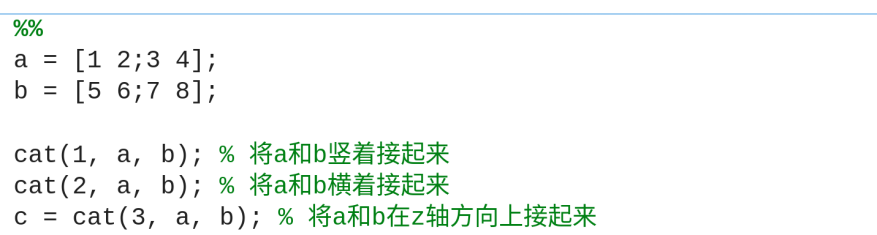 %%
a = [1 2;3 4];
b = [5 6;7 8];
cat(1, a, b); % 将a和b竖着接起来
cat(2, a, b); % 将a和b横着接起来
c = cat(3, a, b); % 将a和b在z轴方向上接起来